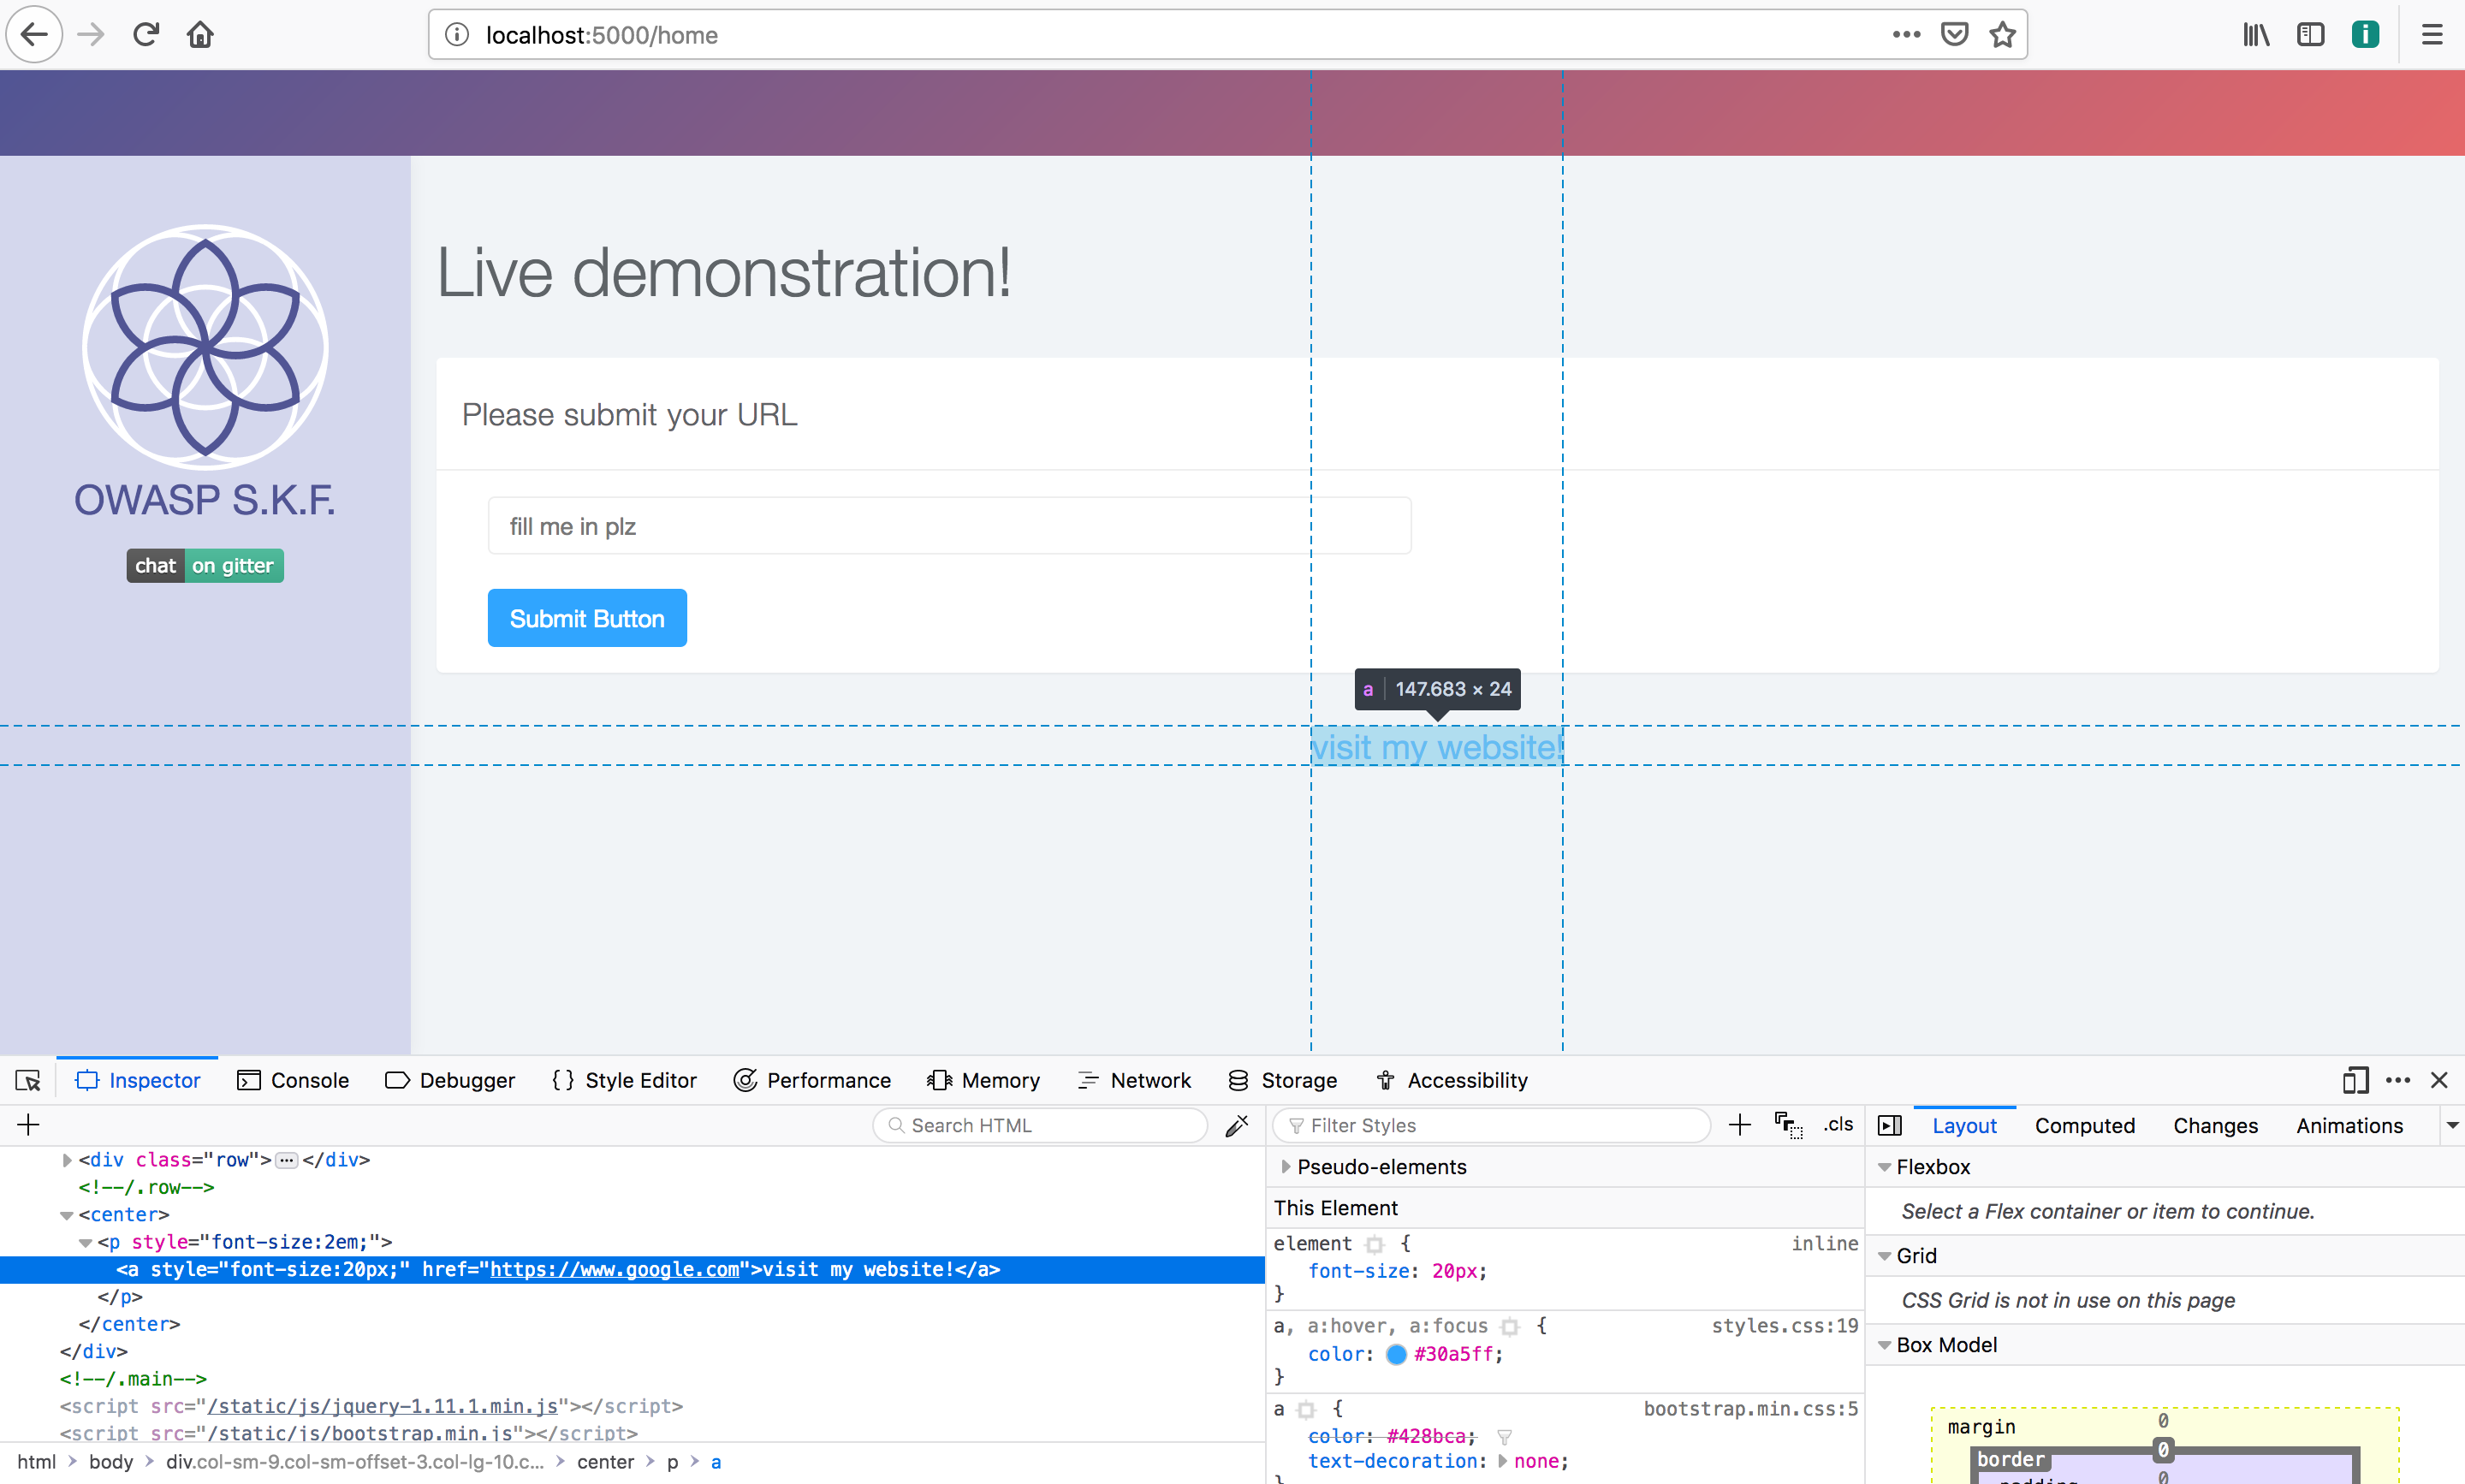 localhost:5000/home
Live demonstration!
Please submit your URL
OWASP S.K.F.
fill me in plz
chat on gitter
Submit Button
a 147.683 × 24
visit my website!
Inspector Console Debugger { } Style Editor Performance Memory Network Storage Accessibility
Search HTML
Filter Styles
.cls
Layout Computed Changes Animations
<div class="row">⋯</div>
<!--/.row-->
<center>
<p style="font-size:2em;">
<a style="font-size:20px;" href="https://www.google.com">visit my website!</a>
</p>
</center>
</div>
<!--/.main-->
<script src="/static/js/jquery-1.11.1.min.js"></script>
<script src="/static/js/bootstrap.min.js"></script>
html > body > div.col-sm-9.col-sm-offset-3.col-lg-10.c... > center > p > a
Pseudo-elements
This Element
element { inline
font-size: 20px;
}
a, a:hover, a:focus { styles.css:19
color: #30a5ff;
}
a { bootstrap.min.css:5
color: #428bca;
text-decoration: none;
}
Flexbox
Select a Flex container or item to continue.
Grid
CSS Grid is not in use on this page
Box Model
margin 0
border 0
padding 0